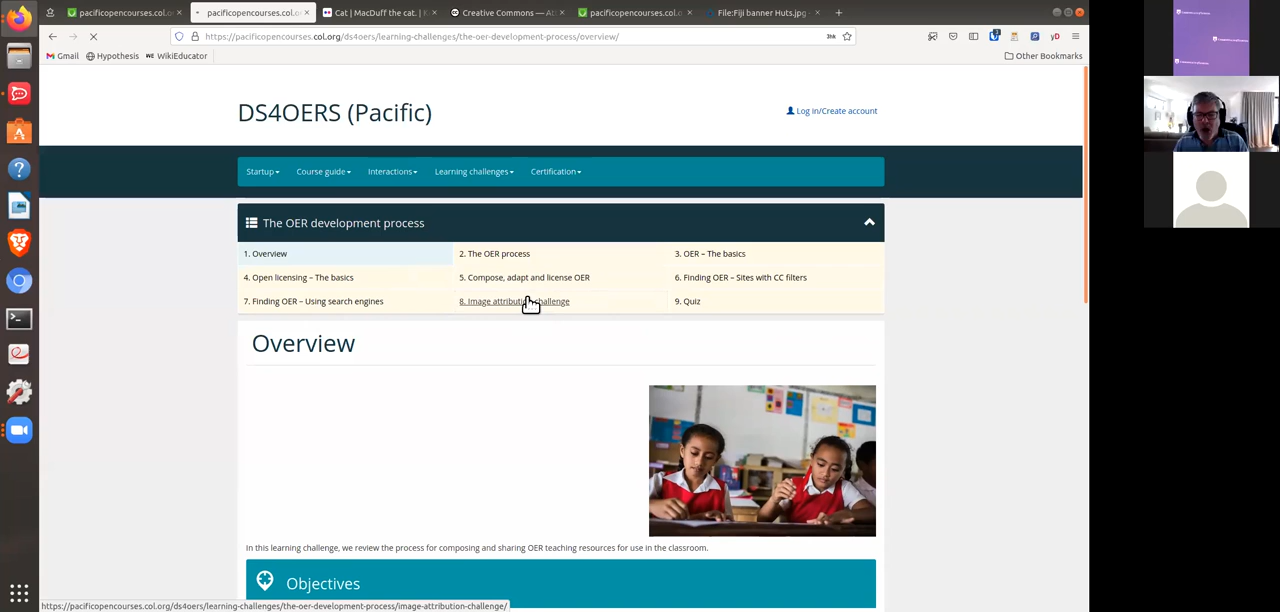 pacificopencourses.col.or
pacificopencourses.col.or
Cat | MacDuff the cat. | K
Creative Commons — At
pacificopencourses.col.or
File:Fiji banner Huts.jpg -
https://pacificopencourses.col.org/ds4oers/learning-challenges/the-oer-development-process/overview/
Gmail
Hypothesis
WE WikiEducator
Other Bookmarks
DS4OERS (Pacific)
Log in/Create account
Startup
Course guide
Interactions
Learning challenges
Certification
The OER development process
1. Overview
2. The OER process
3. OER – The basics
4. Open licensing – The basics
5. Compose, adapt and license OER
6. Finding OER – Sites with CC filters
7. Finding OER – Using search engines
8. Image attribution challenge
9. Quiz
Overview
In this learning challenge, we review the process for composing and sharing OER teaching resources for use in the classroom.
Objectives
https://pacificopencourses.col.org/ds4oers/learning-challenges/the-oer-development-process/image-attribution-challenge/